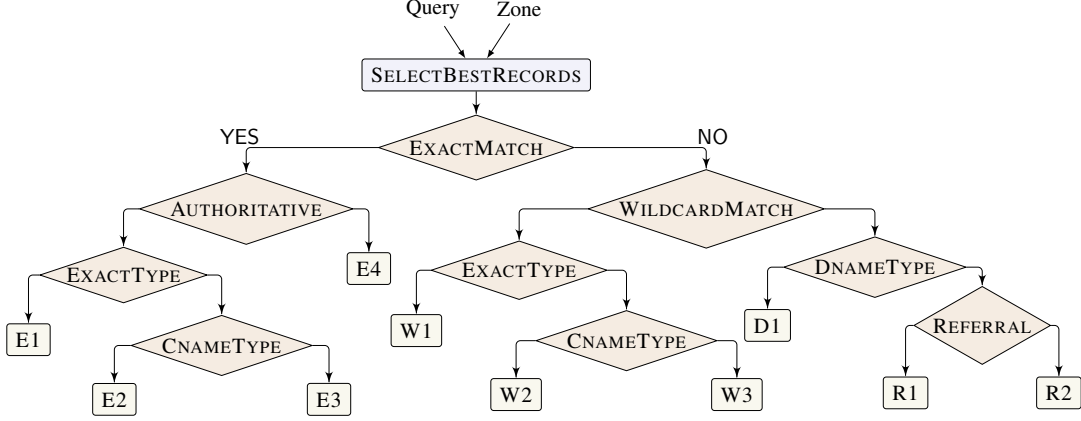 Query Zone
SELECTBESTRECORDS
YES EXACTMATCH NO
AUTHORITATIVE WILDCARDMATCH
EXACTTYPE E4 EXACTTYPE DNAMETYPE
E1 CNAMETYPE W1 CNAMETYPE D1 REFERRAL
E2 E3 W2 W3 R1 R2